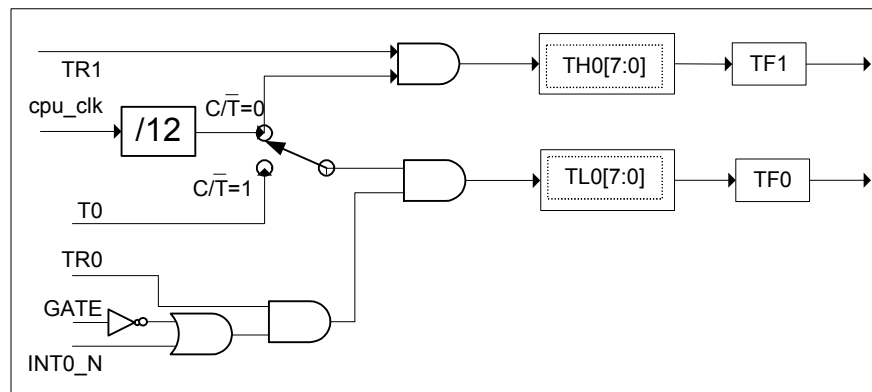 TR1
TH0[7:0]
TF1
cpu_clk
C/T̅=0
/12
C/T̅=1
TL0[7:0]
TF0
T0
TR0
GATE
INT0_N